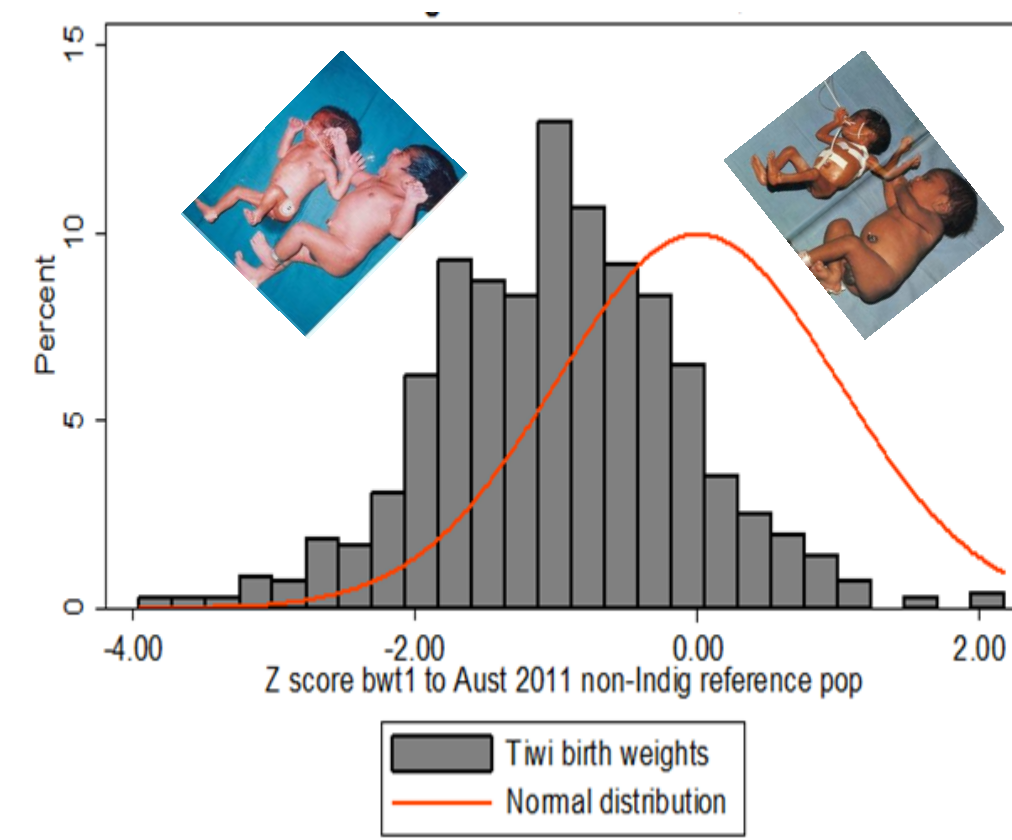 15
10
5
0
Percent
-4.00 -2.00 0.00 2.00
Z score bwt1 to Aust 2011 non-Indig reference pop
Tiwi birth weights
Normal distribution